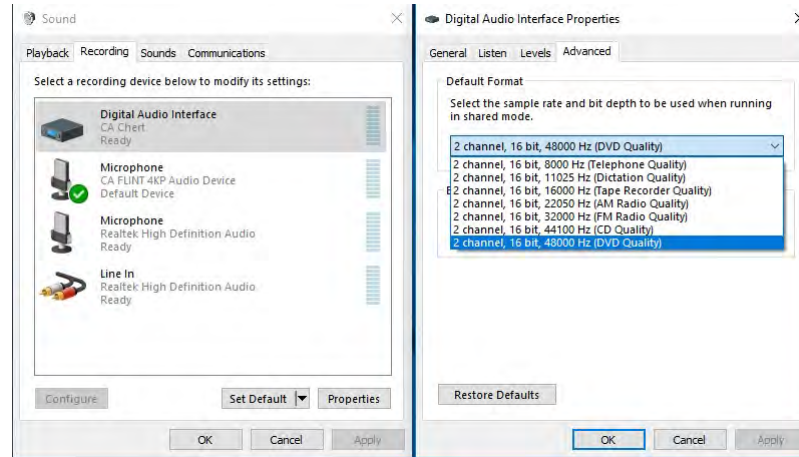 Sound
Playback Recording Sounds Communications
Select a recording device below to modify its settings:
Digital Audio Interface
CA Chert
Ready
Microphone
CA FLINT 4KP Audio Device
Default Device
Microphone
Realtek High Definition Audio
Ready
Line In
Realtek High Definition Audio
Ready
Configure
Set Default
Properties
OK
Cancel
Apply
Digital Audio Interface Properties
General Listen Levels Advanced
Default Format
Select the sample rate and bit depth to be used when running
in shared mode.
2 channel, 16 bit, 48000 Hz (DVD Quality)
2 channel, 16 bit, 8000 Hz (Telephone Quality)
2 channel, 16 bit, 11025 Hz (Dictation Quality)
2 channel, 16 bit, 16000 Hz (Tape Recorder Quality)
2 channel, 16 bit, 22050 Hz (AM Radio Quality)
2 channel, 16 bit, 32000 Hz (FM Radio Quality)
2 channel, 16 bit, 44100 Hz (CD Quality)
2 channel, 16 bit, 48000 Hz (DVD Quality)
Restore Defaults
OK
Cancel
Apply